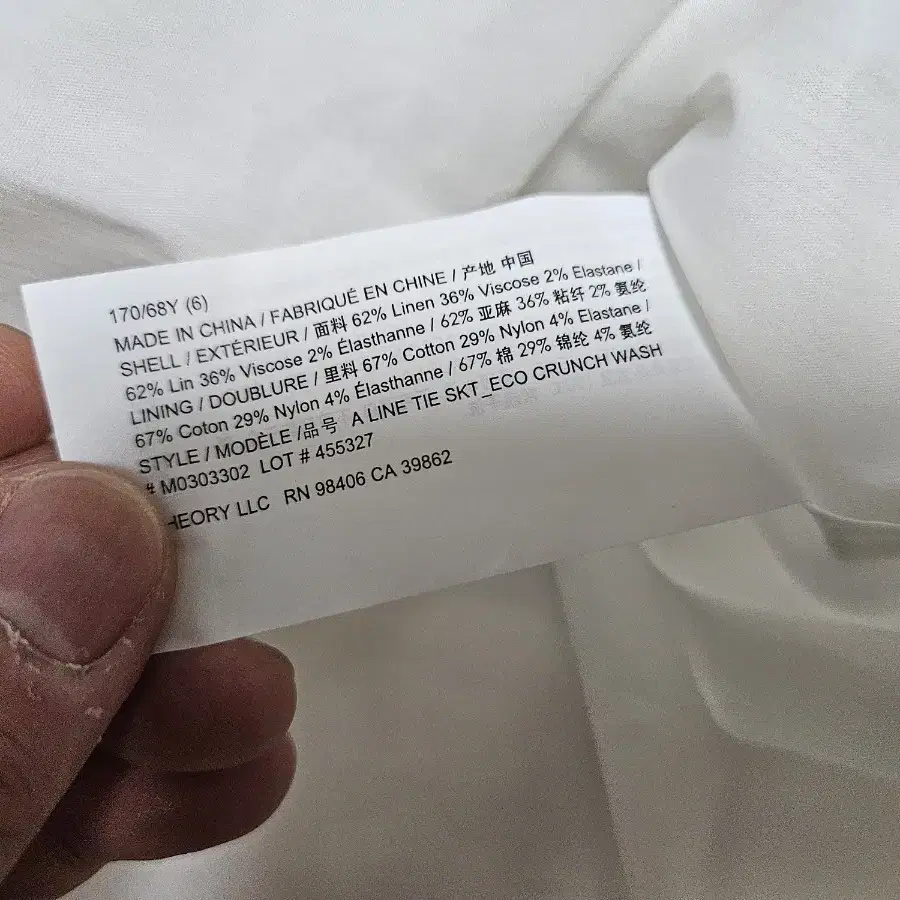 170/68Y (6)
MADE IN CHINA / FABRIQUÉ EN CHINE / 产地 中国
SHELL / EXTÉRIEUR / 面料 62% Linen 36% Viscose 2% Elastane /
62% Lin 36% Viscose 2% Élasthanne / 62% 亚麻 36% 粘纤 2% 氨纶
LINING / DOUBLURE / 里料 67% Cotton 29% Nylon 4% Elastane /
67% Coton 29% Nylon 4% Élasthanne / 67% 棉 29% 锦纶 4% 氨纶
STYLE / MODÈLE /品号 A LINE TIE SKT_ECO CRUNCH WASH
# M0303302 LOT # 455327
HEORY LLC RN 98406 CA 39862